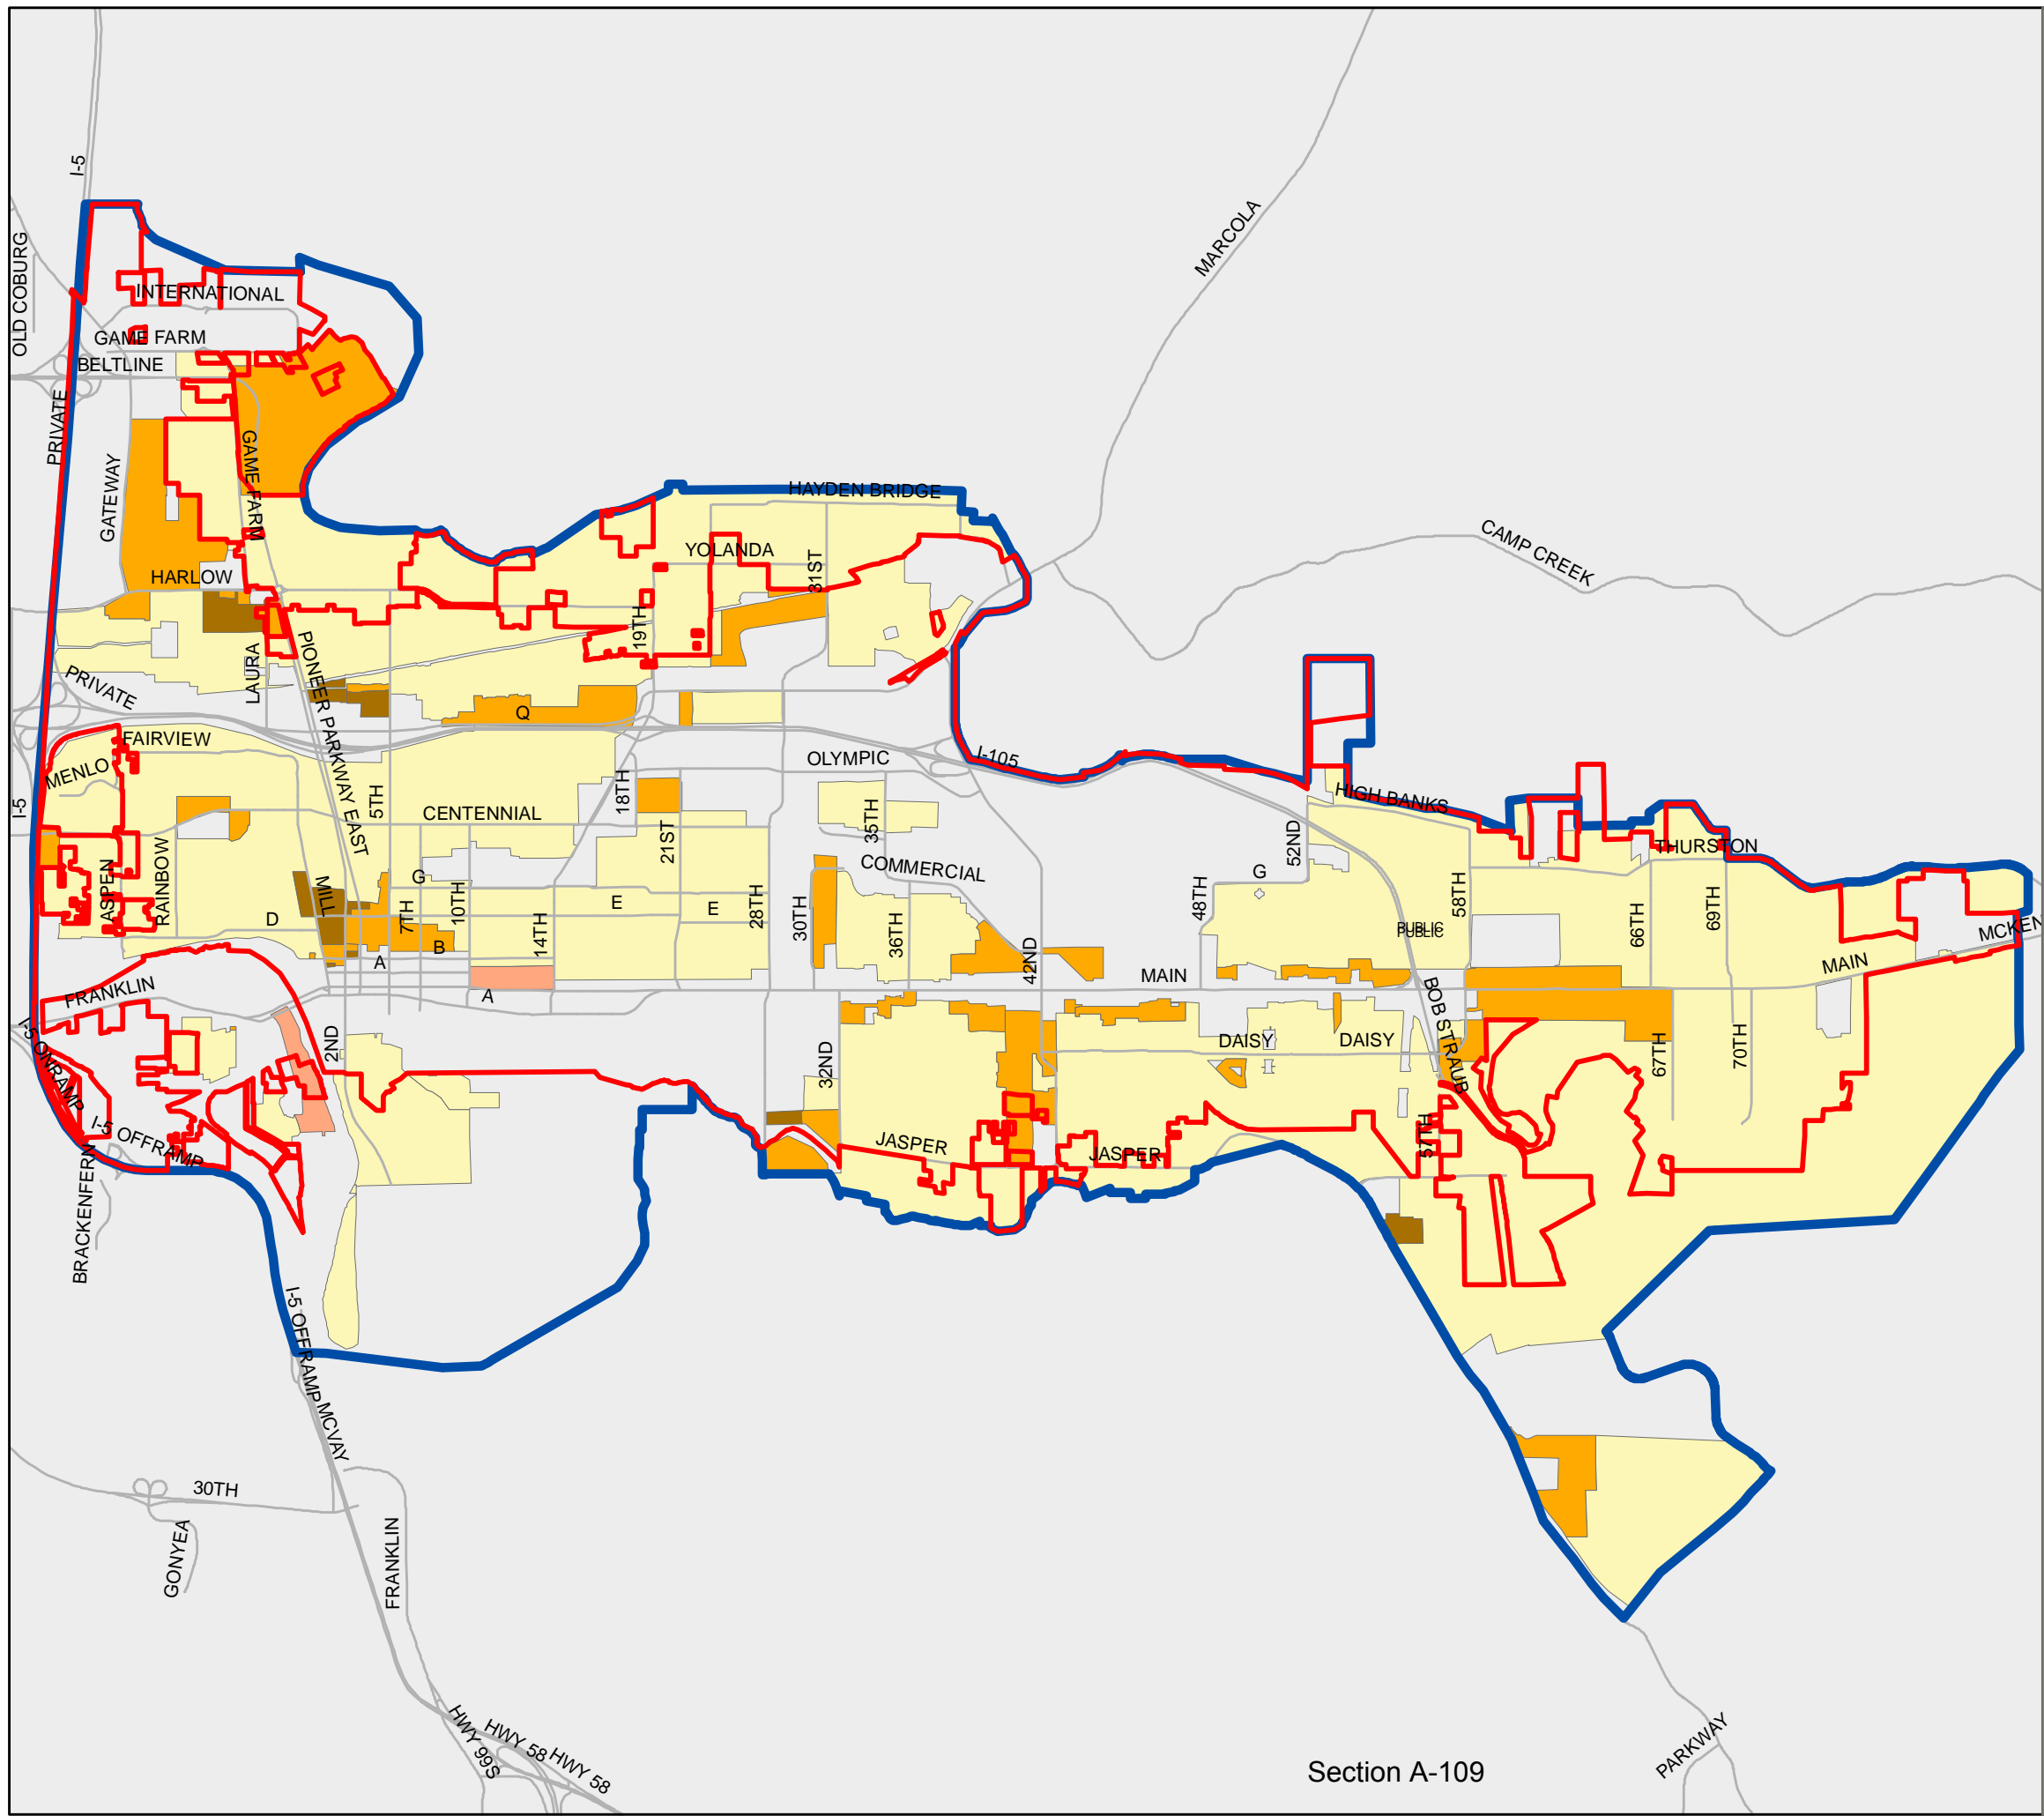 I-5
OLD COBURG
MARCOLA
INTERNATIONAL
GAME FARM
BELTLINE
PRIVATE
GATEWAY
GAME FARM
HAYDEN BRIDGE
CAMP CREEK
YOLANDA
31ST
HARLOW
19TH
LAURA
PIONEER PARKWAY EAST
PRIVATE
Q
FAIRVIEW
MENLO
OLYMPIC
I-105
I-5
5TH
18TH
CENTENNIAL
35TH
HIGH BANKS
52ND
21ST
THURSTON
COMMERCIAL
RAINBOW
ASPEN
MILL
G
10TH
7TH
D
B
A
14TH
E
E
28TH
30TH
36TH
48TH
G
58TH
66TH
69TH
PUBLIC
PUBLIC
MCKEN
42ND
MAIN
MAIN
FRANKLIN
A
BOB STRAUB
I-5 ONRAMP
2ND
32ND
DAISY
DAISY
67TH
70TH
I-5 OFFRAMP
JASPER
JASPER
57TH
BRACKENFERN
I-5 OFFRAMP
MCVAY
30TH
GONYEA
FRANKLIN
HWY 99S
HWY 58
HWY 58
PARKWAY
Section A-109